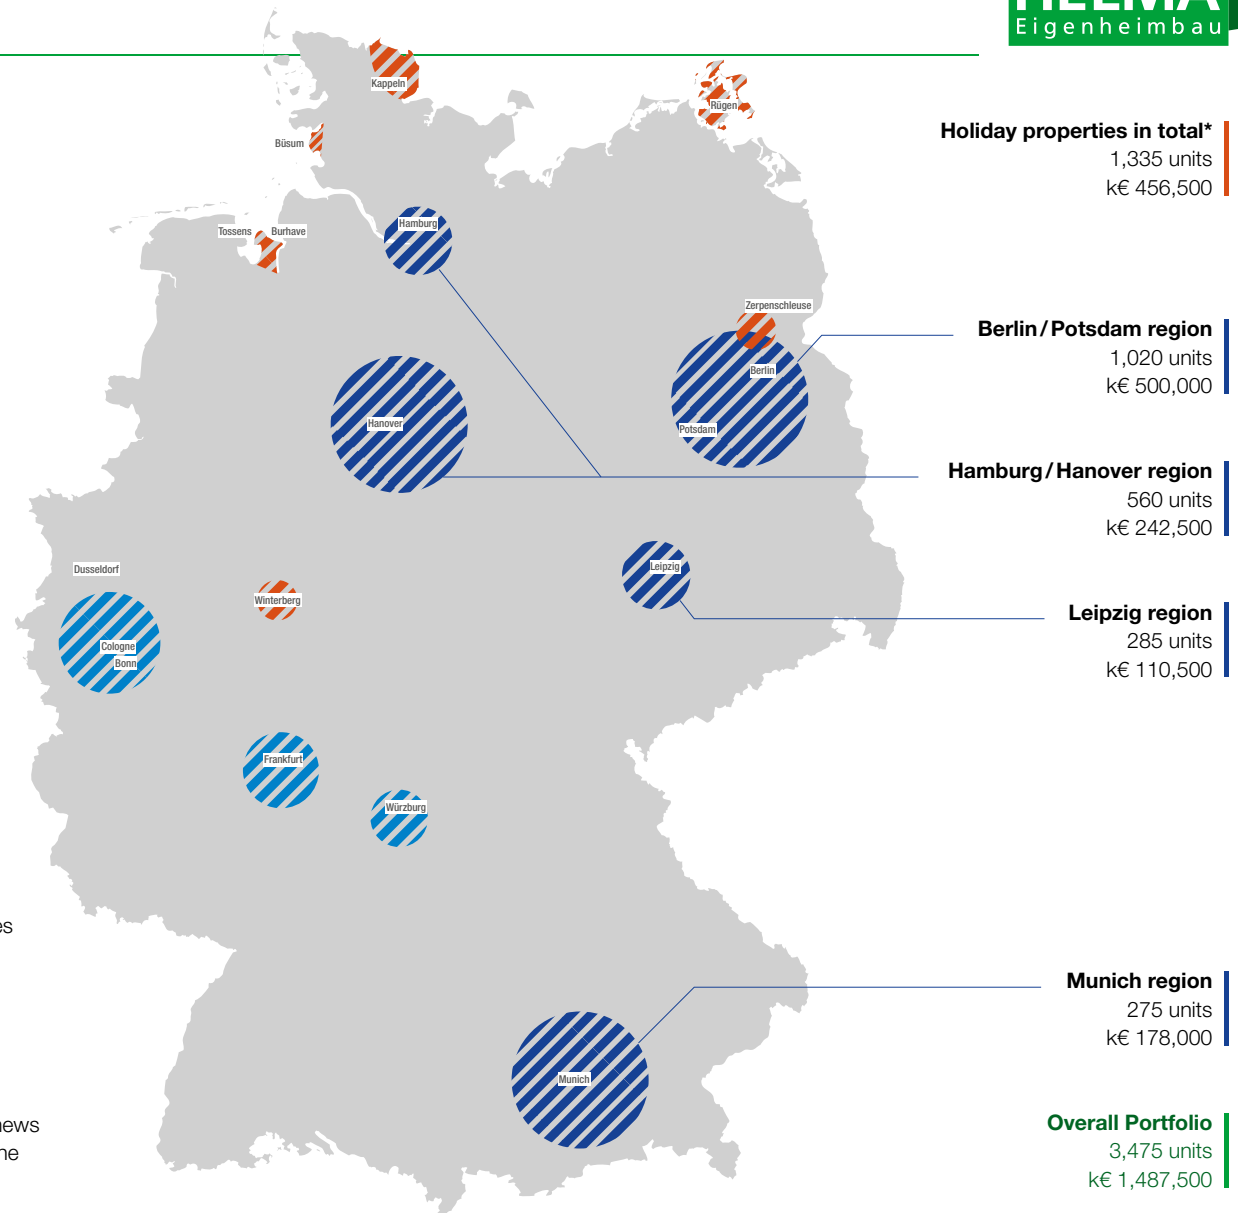 HELMA
Eigenheimbau
Kappeln
Rügen
Büsum
Holiday properties in total*
1,335 units
k€ 456,500
Tossens
Burhave
Hamburg
Zerpenschleuse
Berlin / Potsdam region
1,020 units
k€ 500,000
Berlin
Hanover
Potsdam
Hamburg / Hanover region
560 units
k€ 242,500
Dusseldorf
Leipzig
Winterberg
Leipzig region
285 units
k€ 110,500
Cologne
Bonn
Frankfurt
Würzburg
es
Munich region
275 units
k€ 178,000
Munich
news
ne
Overall Portfolio
3,475 units
k€ 1,487,500